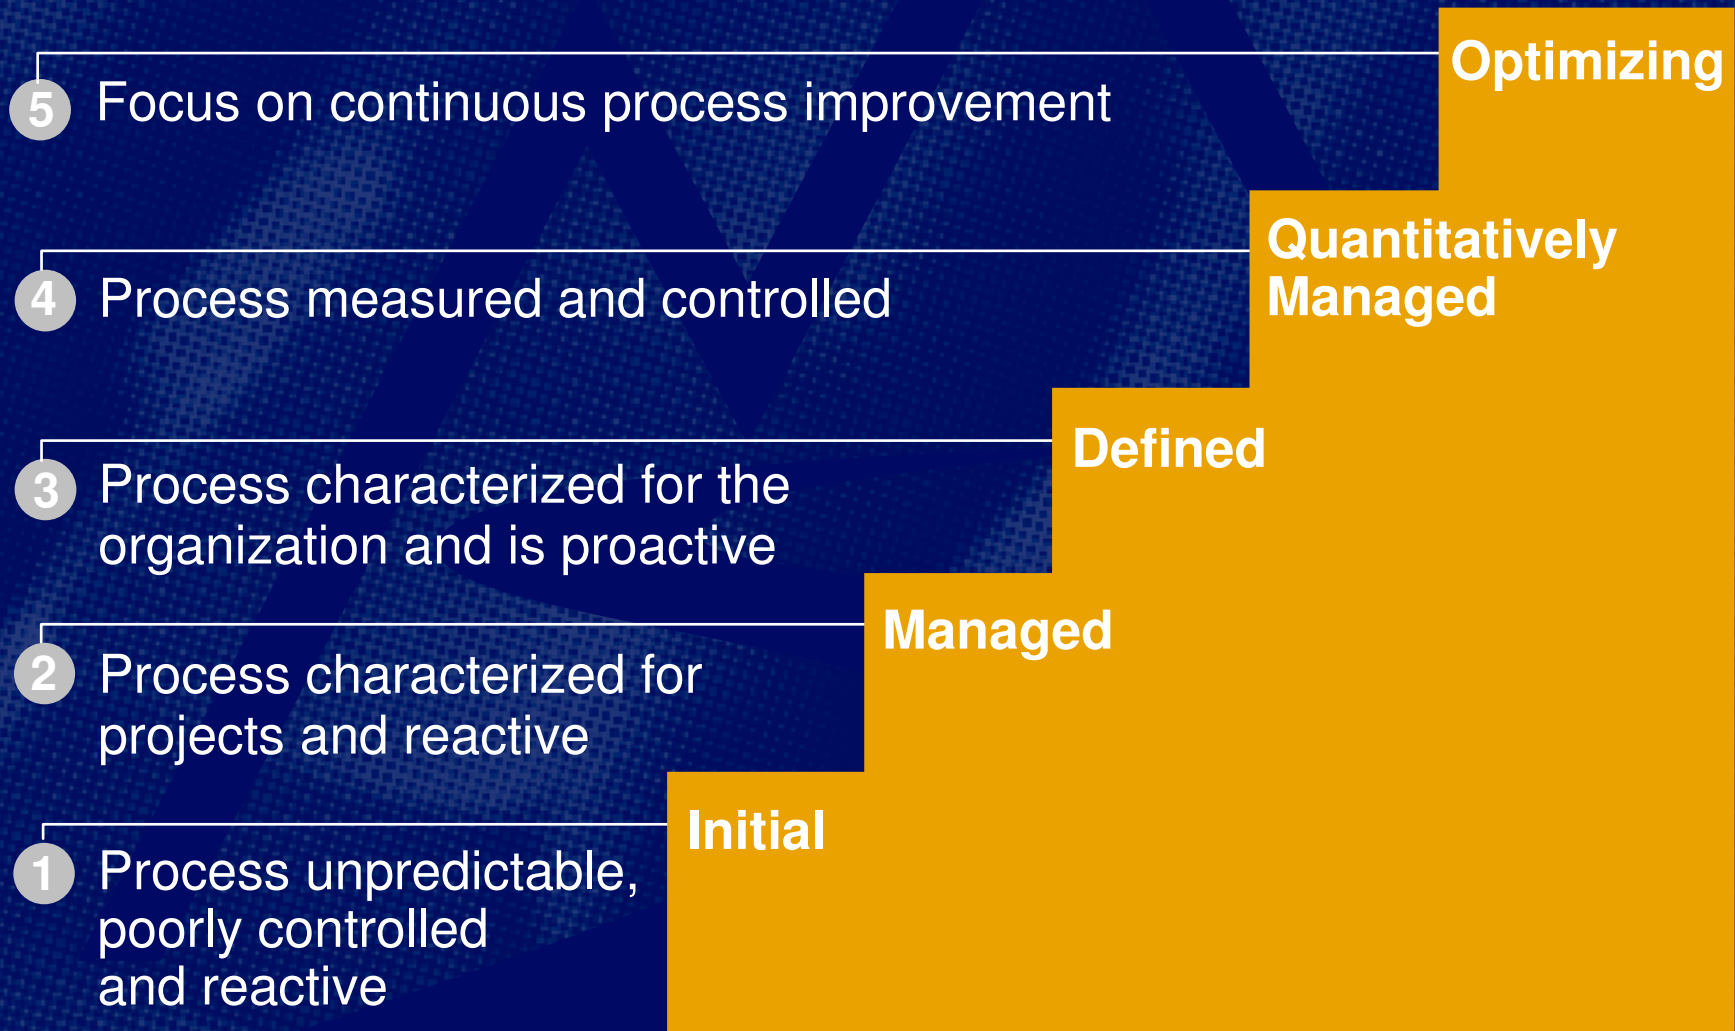 Optimizing
5 Focus on continuous process improvement
Quantitatively
Managed
4 Process measured and controlled
Defined
3 Process characterized for the
organization and is proactive
Managed
2 Process characterized for
projects and reactive
Initial
1 Process unpredictable,
poorly controlled
and reactive